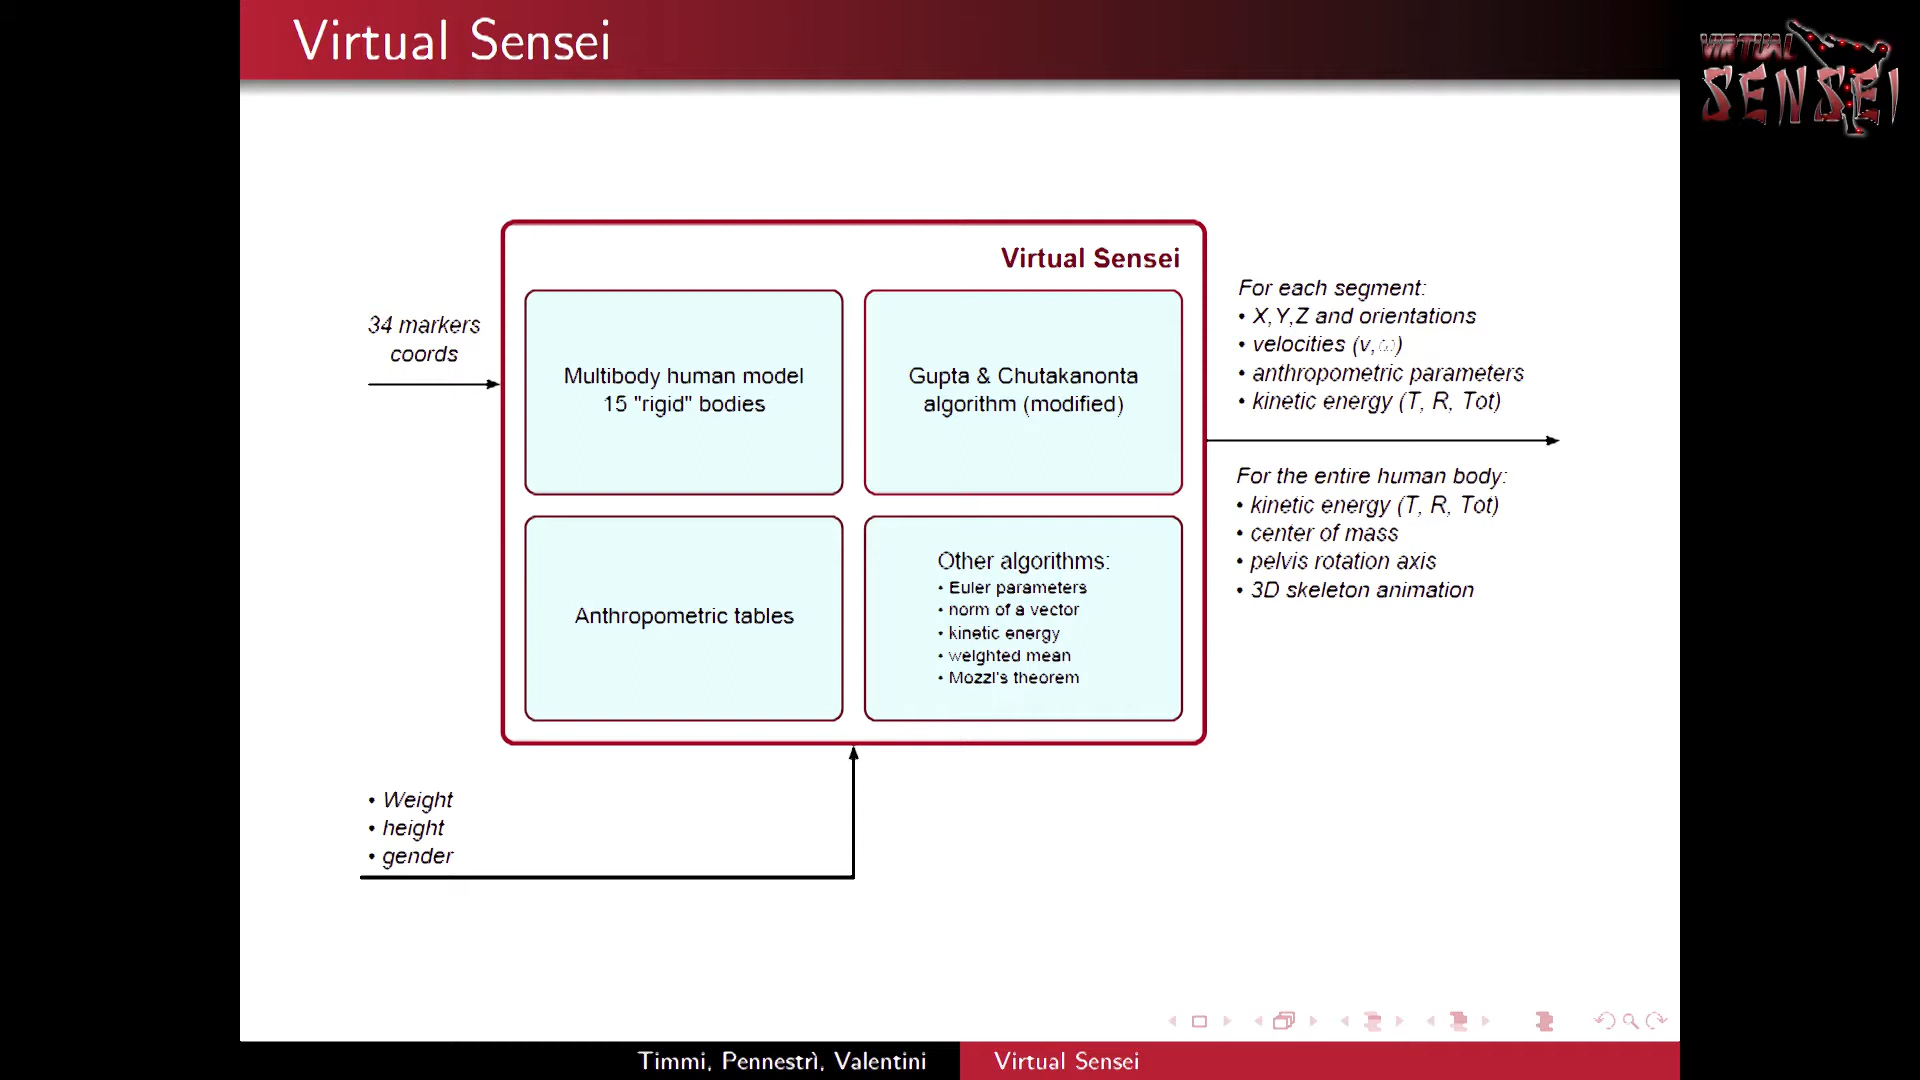 Virtual Sensei
VIRTUAL
SENSEI
Virtual Sensei
34 markers
coords
Multibody human model
15 "rigid" bodies
Gupta & Chutakanonta
algorithm (modified)
Anthropometric tables
Other algorithms:
• Euler parameters
• norm of a vector
• kinetic energy
• weighted mean
• Mozzi's theorem
For each segment:
• X,Y,Z and orientations
• velocities (v,ω)
• anthropometric parameters
• kinetic energy (T, R, Tot)
For the entire human body:
• kinetic energy (T, R, Tot)
• center of mass
• pelvis rotation axis
• 3D skeleton animation
• Weight
• height
• gender
Timmi, Pennestrì, Valentini
Virtual Sensei